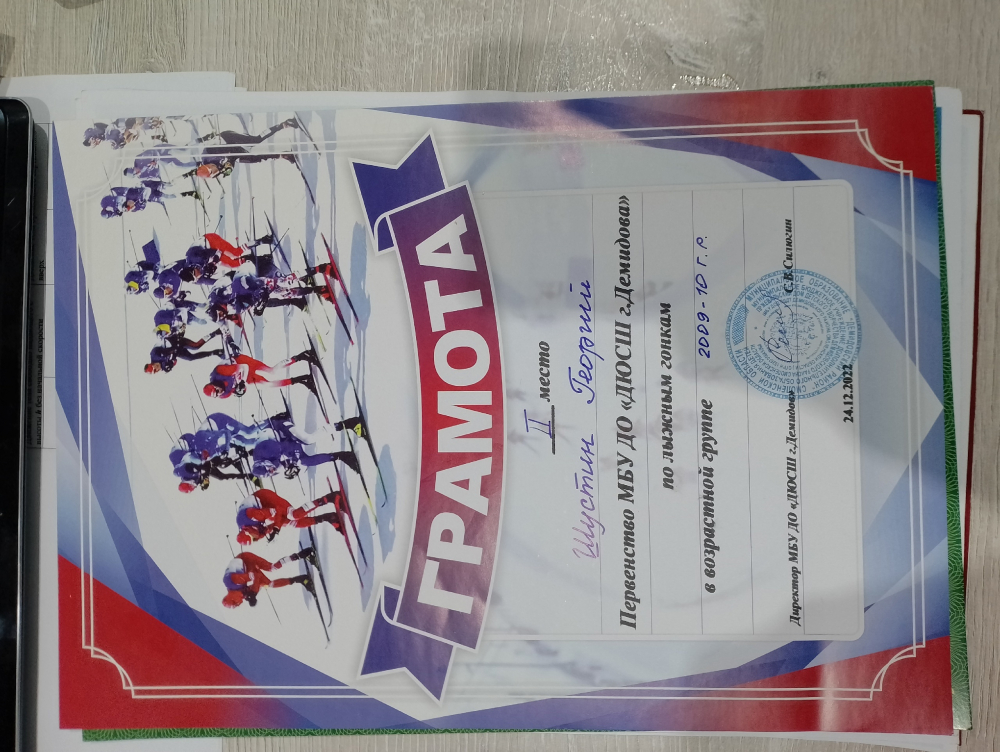 ГРАМОТА
II место
Шустин Георгий
Первенство МБУ ДО «ДЮСШ г.Демидова»
по лыжным гонкам
в возрастной группе 2009-10 г.р.
Директор МБУ ДО «ДЮСШ г.Демидов» С.В.Силюгин
24.12.2022